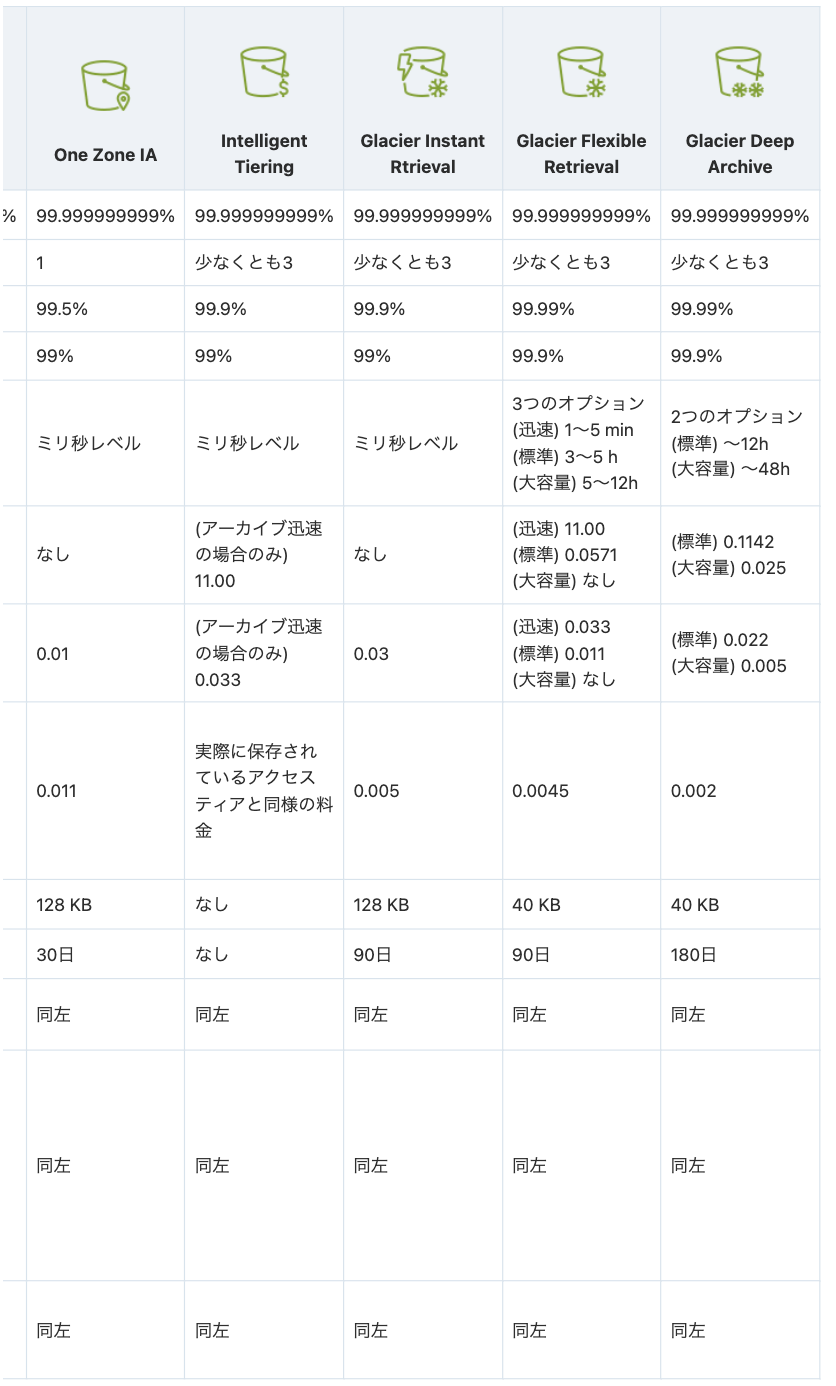 One Zone IA
Intelligent
Tiering
Glacier Instant
Rtrieval
Glacier Flexible
Retrieval
Glacier Deep
Archive
% 99.999999999% 99.999999999% 99.999999999% 99.999999999% 99.999999999%
1 少なくとも3 少なくとも3 少なくとも3 少なくとも3
99.5% 99.9% 99.9% 99.99% 99.99%
99% 99% 99% 99.9% 99.9%
ミリ秒レベル
ミリ秒レベル
ミリ秒レベル
3つのオプション
(迅速) 1〜5 min
(標準) 3〜5 h
(大容量) 5〜12h
2つのオプション
(標準) 〜12h
(大容量) 〜48h
なし
(アーカイブ迅速
の場合のみ)
11.00
なし
(迅速) 11.00
(標準) 0.0571
(大容量) なし
(標準) 0.1142
(大容量) 0.025
0.01
(アーカイブ迅速
の場合のみ)
0.033
0.03
(迅速) 0.033
(標準) 0.011
(大容量) なし
(標準) 0.022
(大容量) 0.005
0.011
実際に保存され
ているアクセス
ティアと同様の料
金
0.005
0.0045
0.002
128 KB なし 128 KB 40 KB 40 KB
30日 なし 90日 90日 180日
同左 同左 同左 同左 同左
同左 同左 同左 同左 同左
同左 同左 同左 同左 同左